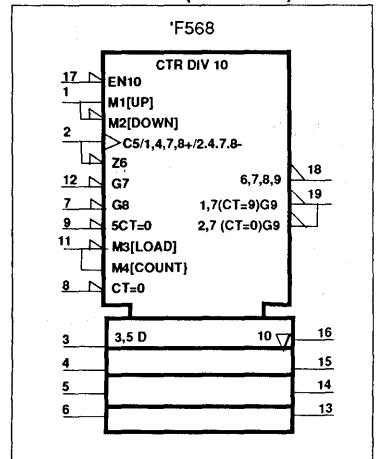 'F568
CTR DIV 10
17 EN10
1 M1[UP]
M2[DOWN]
2 C5/1,4,7,8+/2.4.7.8-
Z6
12 G7
7 G8
9 5CT=0
11 M3[LOAD]
M4[COUNT}
8 CT=0
6,7,8,9 18
1,7(CT=9)G9 19
2,7 (CT=0)G9
3 3,5 D 10 16
4 15
5 14
6 13